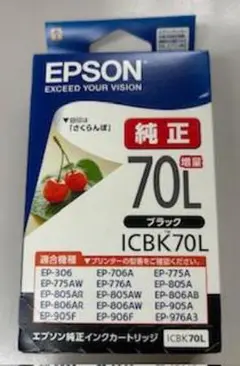 EPSON
EXCEED YOUR VISION
目印は
「さくらんぼ」
純正
70L
増量
ブラック
ICBK70L
適合機種
▼プリンターの型番をご確認ください。▼
EP-306 EP-706A EP-775A
EP-775AW EP-776A EP-805A
EP-805AR EP-805AW EP-806AB
EP-806AR EP-806AW EP-905A
EP-905F EP-906F EP-976A3
エプソン純正インクカートリッジ ICBK70L